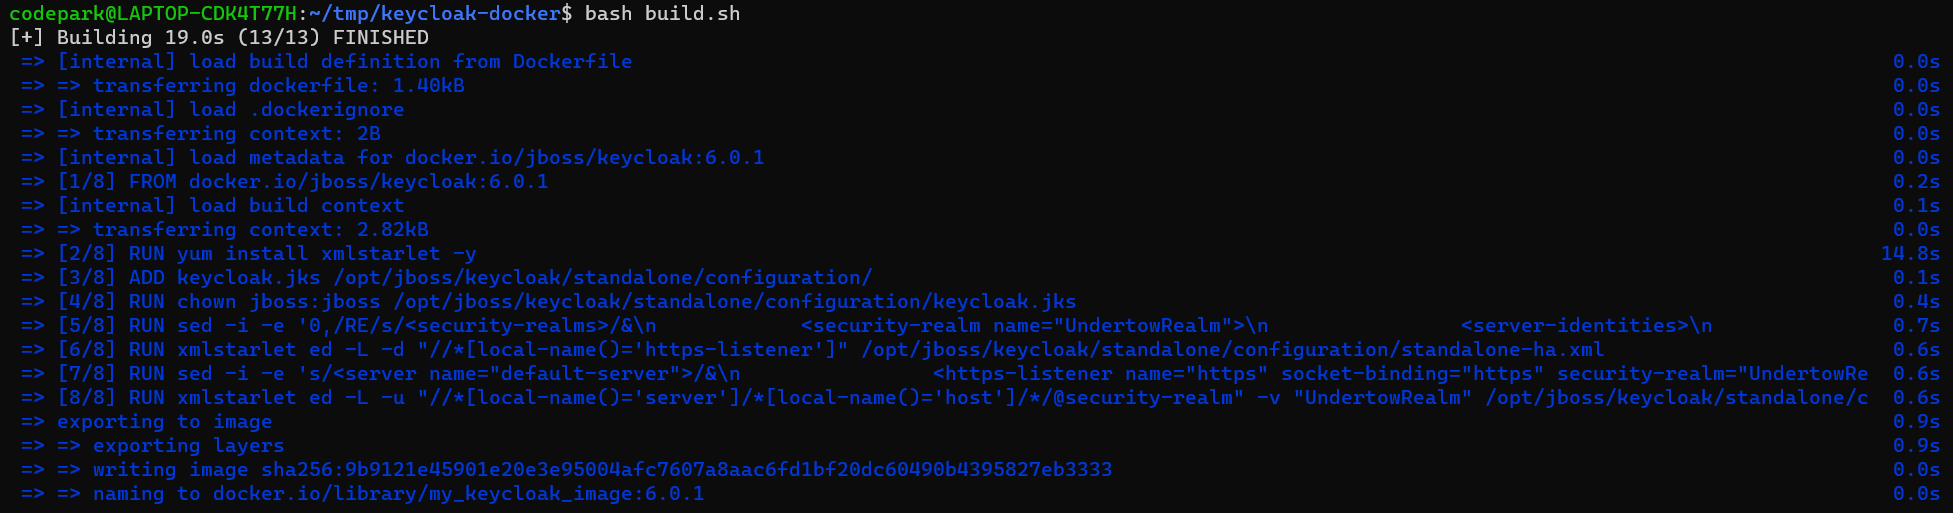 codepark@LAPTOP-CDK4T77H:~/tmp/keycloak-docker$ bash build.sh
[+] Building 19.0s (13/13) FINISHED
=> [internal] load build definition from Dockerfile 0.0s
=> => transferring dockerfile: 1.40kB 0.0s
=> [internal] load .dockerignore 0.0s
=> => transferring context: 2B 0.0s
=> [internal] load metadata for docker.io/jboss/keycloak:6.0.1 0.0s
=> [1/8] FROM docker.io/jboss/keycloak:6.0.1 0.2s
=> [internal] load build context 0.1s
=> => transferring context: 2.82kB 0.0s
=> [2/8] RUN yum install xmlstarlet -y 14.8s
=> [3/8] ADD keycloak.jks /opt/jboss/keycloak/standalone/configuration/ 0.1s
=> [4/8] RUN chown jboss:jboss /opt/jboss/keycloak/standalone/configuration/keycloak.jks 0.4s
=> [5/8] RUN sed -i -e '0,/RE/s/<security-realms>/&\n            <security-realm name="UndertowRealm">\n                <server-identities>\n 0.7s
=> [6/8] RUN xmlstarlet ed -L -d "//*[local-name()='https-listener']" /opt/jboss/keycloak/standalone/configuration/standalone-ha.xml 0.6s
=> [7/8] RUN sed -i -e 's/<server name="default-server">/&\n                <https-listener name="https" socket-binding="https" security-realm="UndertowRe 0.6s
=> [8/8] RUN xmlstarlet ed -L -u "//*[local-name()='server']/*[local-name()='host']/*/@security-realm" -v "UndertowRealm" /opt/jboss/keycloak/standalone/c 0.6s
=> exporting to image 0.9s
=> => exporting layers 0.9s
=> => writing image sha256:9b9121e45901e20e3e95004afc7607a8aac6fd1bf20dc60490b4395827eb3333 0.0s
=> => naming to docker.io/library/my_keycloak_image:6.0.1 0.0s